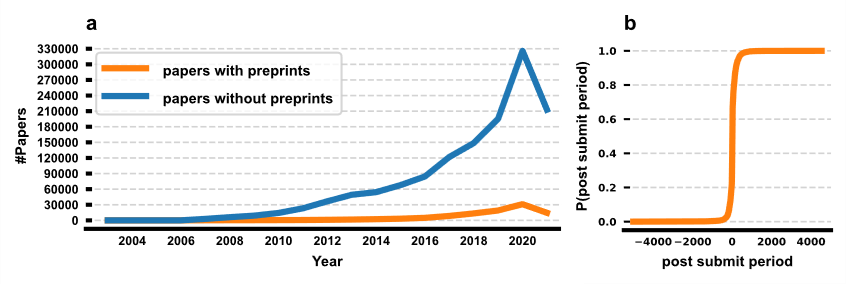 a
330000
300000
270000
240000
210000
180000
150000
120000
90000
60000
30000
0
#Papers
papers with preprints
papers without preprints
2004 2006 2008 2010 2012 2014 2016 2018 2020
Year
b
1.0
0.8
0.6
0.4
0.2
0.0
P(post submit period)
−4000 −2000 0 2000 4000
post submit period